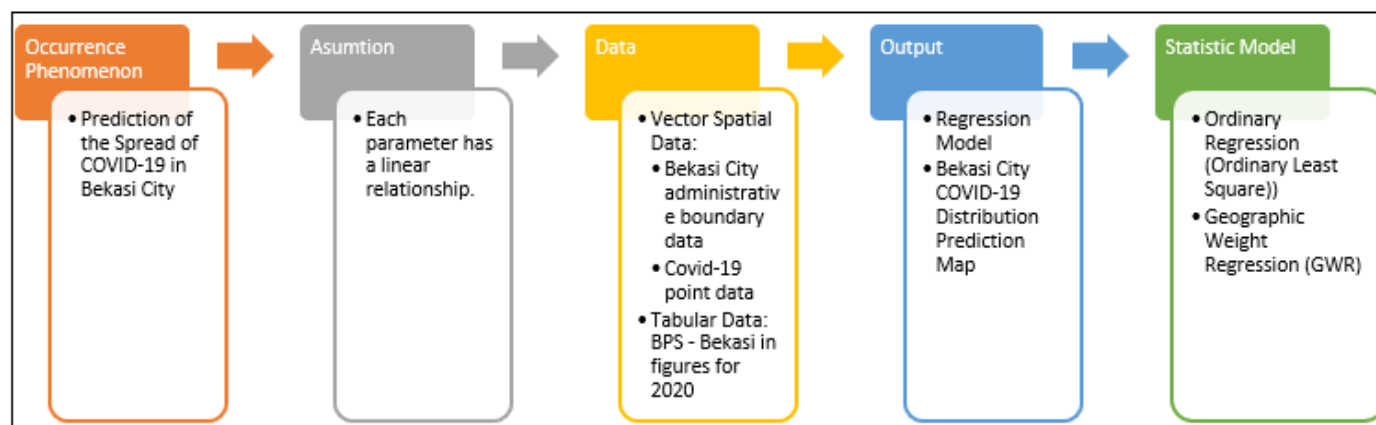 Occurrence
Phenomenon
• Prediction of
the Spread of
COVID-19 in
Bekasi City
Asumtion
• Each
parameter has
a linear
relationship.
Data
• Vector Spatial
Data:
• Bekasi City
administrativ
e boundary
data
• Covid-19
point data
• Tabular Data:
BPS - Bekasi in
figures for
2020
Output
• Regression
Model
• Bekasi City
COVID-19
Distribution
Prediction
Map
Statistic Model
• Ordinary
Regression
(Ordinary Least
Square))
• Geographic
Weight
Regression (GWR)